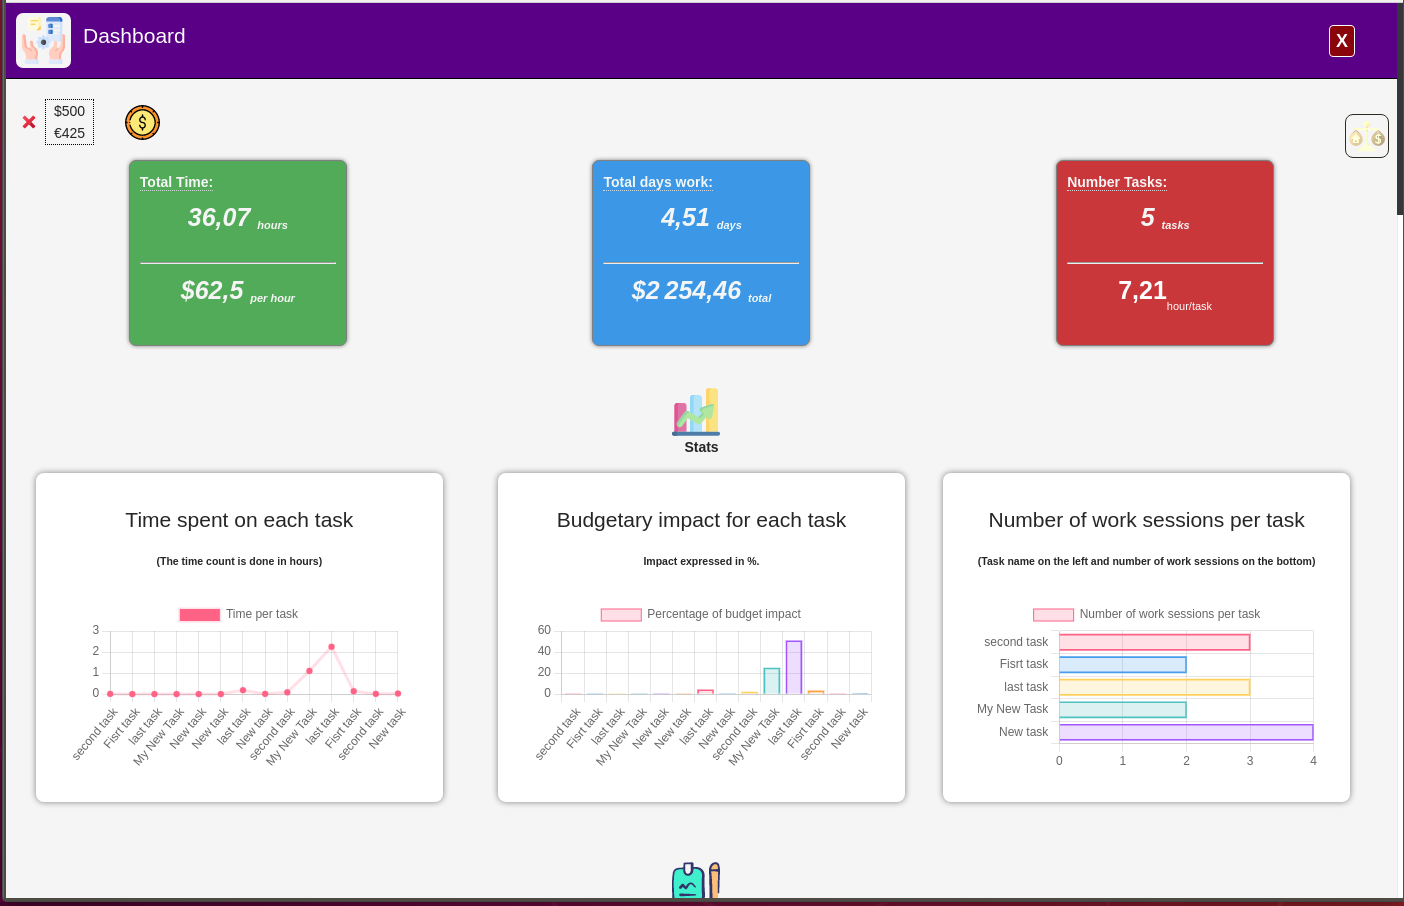 Dashboard
X
$500
€425
$
$
Total Time:
36,07 hours
$62,5 per hour
Total days work:
4,51 days
$2 254,46 total
Number Tasks:
5 tasks
7,21 hour/task
Stats
Time spent on each task
(The time count is done in hours)
Time per task
3
2
1
0
second task
Fisrt task
last task
My New Task
New task
New task
last task
New task
second task
My New Task
last task
Fisrt task
second task
New task
Budgetary impact for each task
Impact expressed in %.
Percentage of budget impact
60
40
20
0
second task
Fisrt task
last task
My New Task
New task
New task
last task
New task
second task
My New Task
last task
Fisrt task
second task
New task
Number of work sessions per task
(Task name on the left and number of work sessions on the bottom)
Number of work sessions per task
second task
Fisrt task
last task
My New Task
New task
0 1 2 3 4